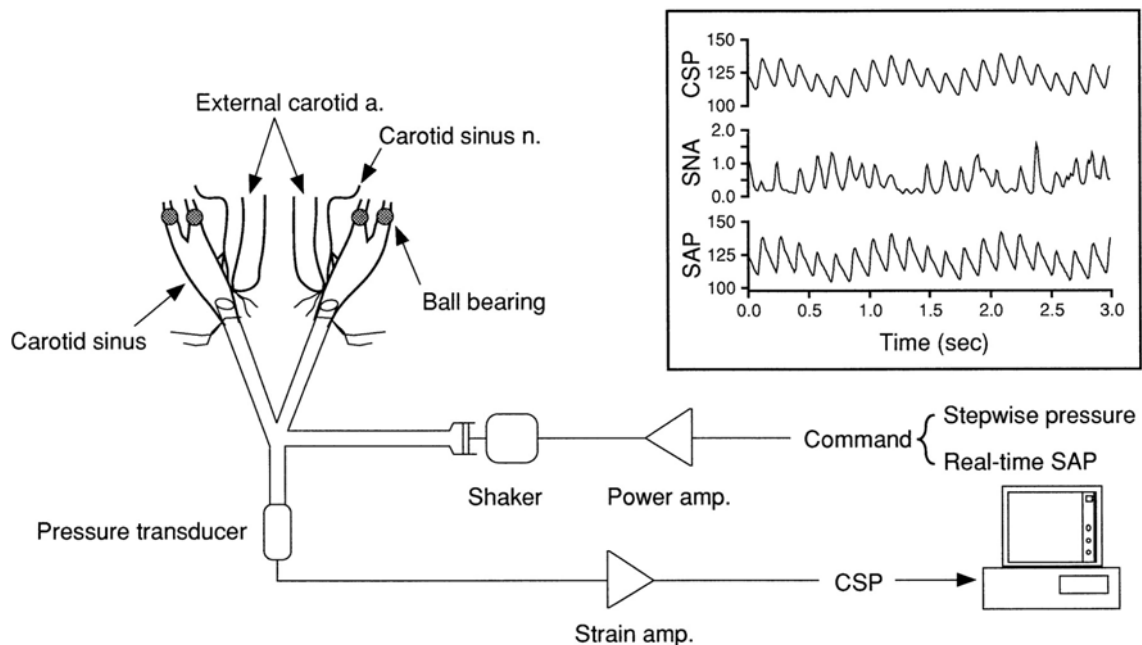 External carotid a.
Carotid sinus n.
Ball bearing
Carotid sinus
150
125
100
CSP
2.0
1.0
0.0
SNA
150
125
100
SAP
0.0 0.5 1.0 1.5 2.0 2.5 3.0
Time (sec)
Shaker
Power amp.
Command
Stepwise pressure
Real-time SAP
Pressure transducer
Strain amp.
CSP